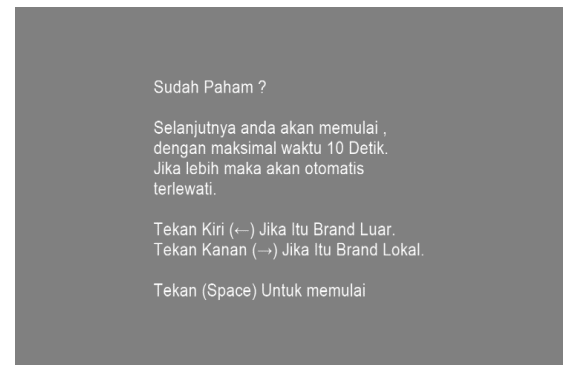 Sudah Paham ?
Selanjutnya anda akan memulai ,
dengan maksimal waktu 10 Detik.
Jika lebih maka akan otomatis
terlewati.
Tekan Kiri (←) Jika Itu Brand Luar.
Tekan Kanan (→) Jika Itu Brand Lokal.
Tekan (Space) Untuk memulai